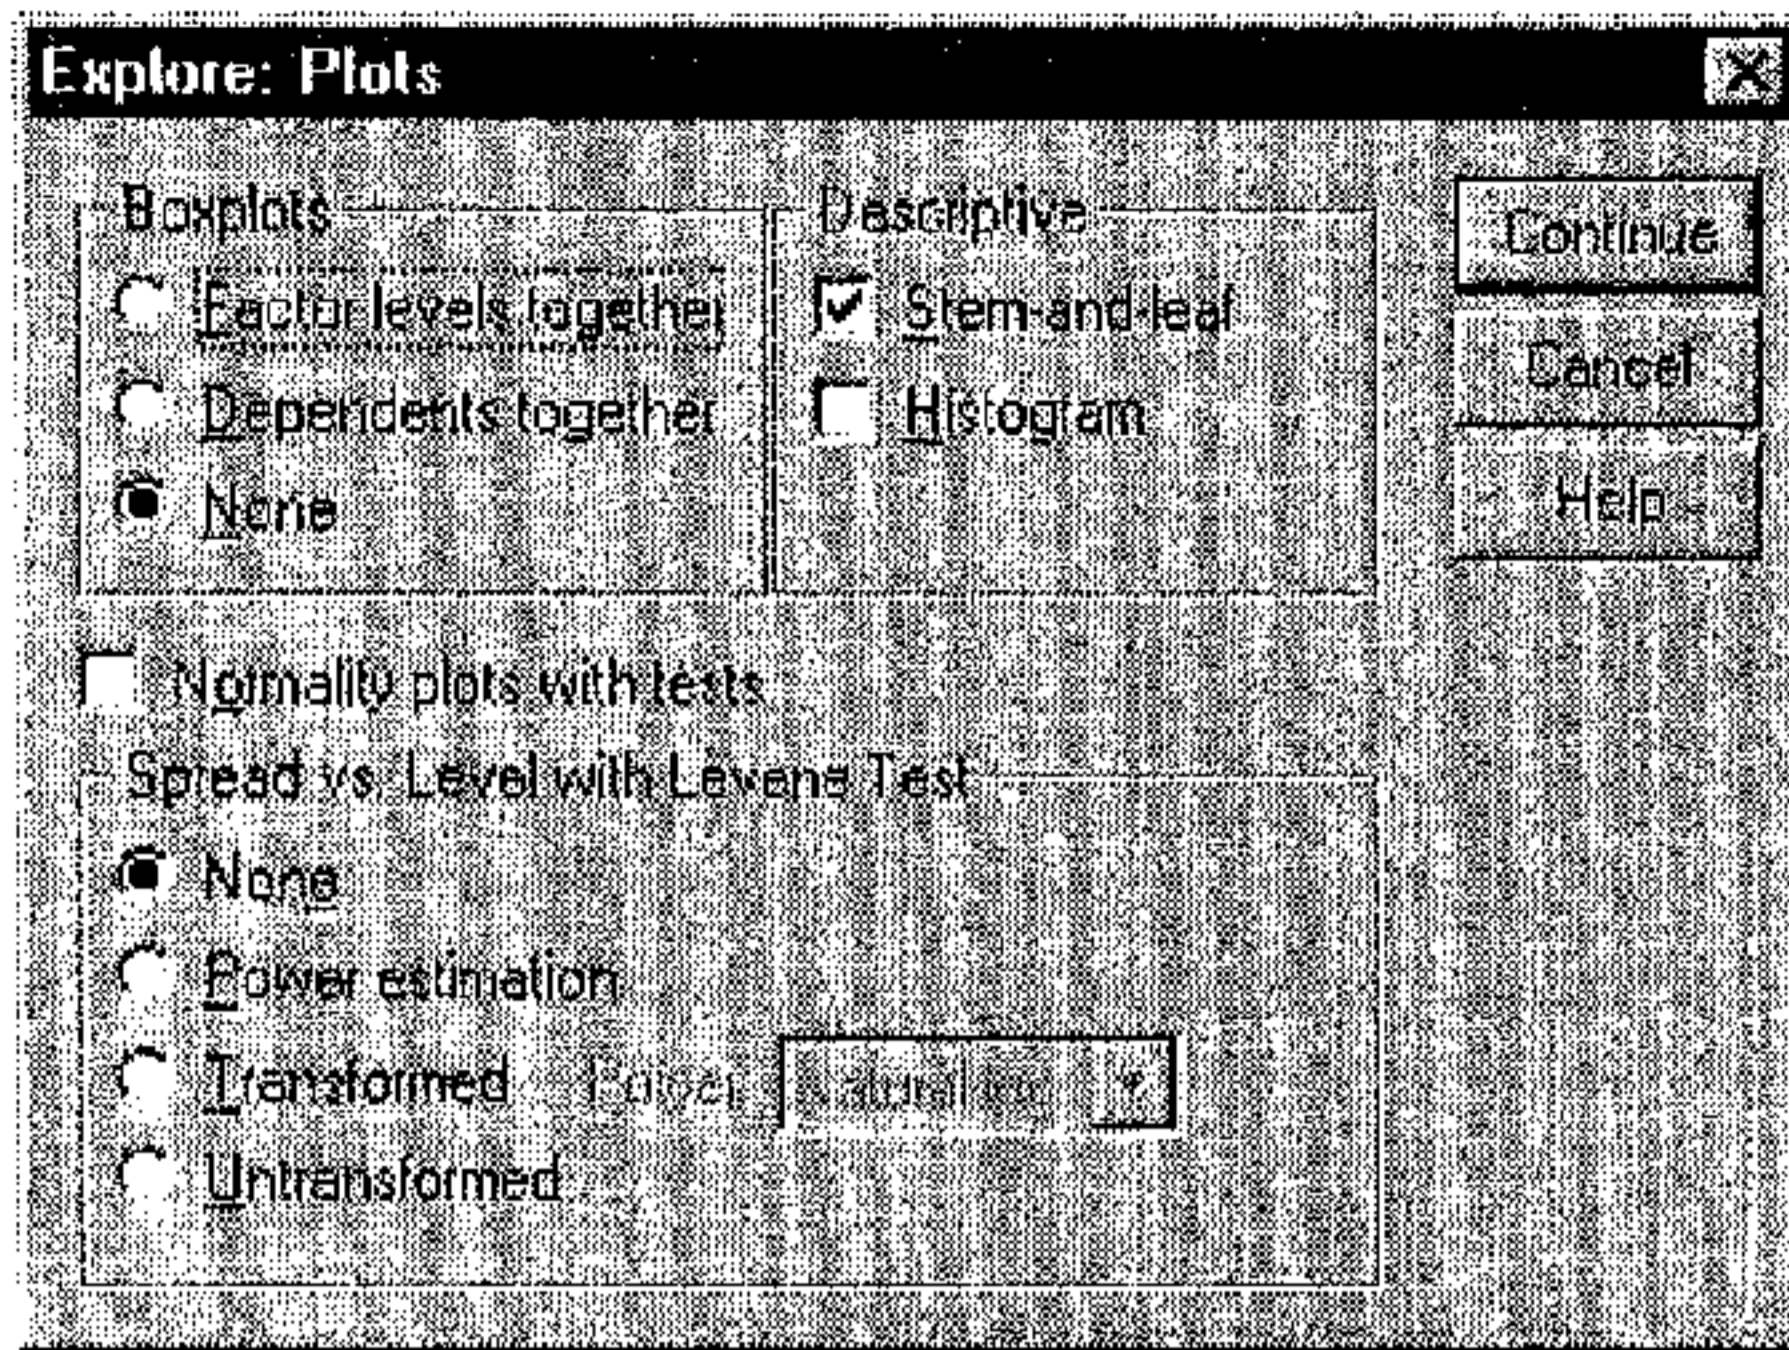 Explore: Plots
Boxplots
Factor levels together
Dependents together
None
Descriptive
Stem-and-leaf
Histogram
Continue
Cancel
Help
Normality plots with tests
Spread vs. Level with Levene Test
None
Power estimation
Transformed Power:
Untransformed